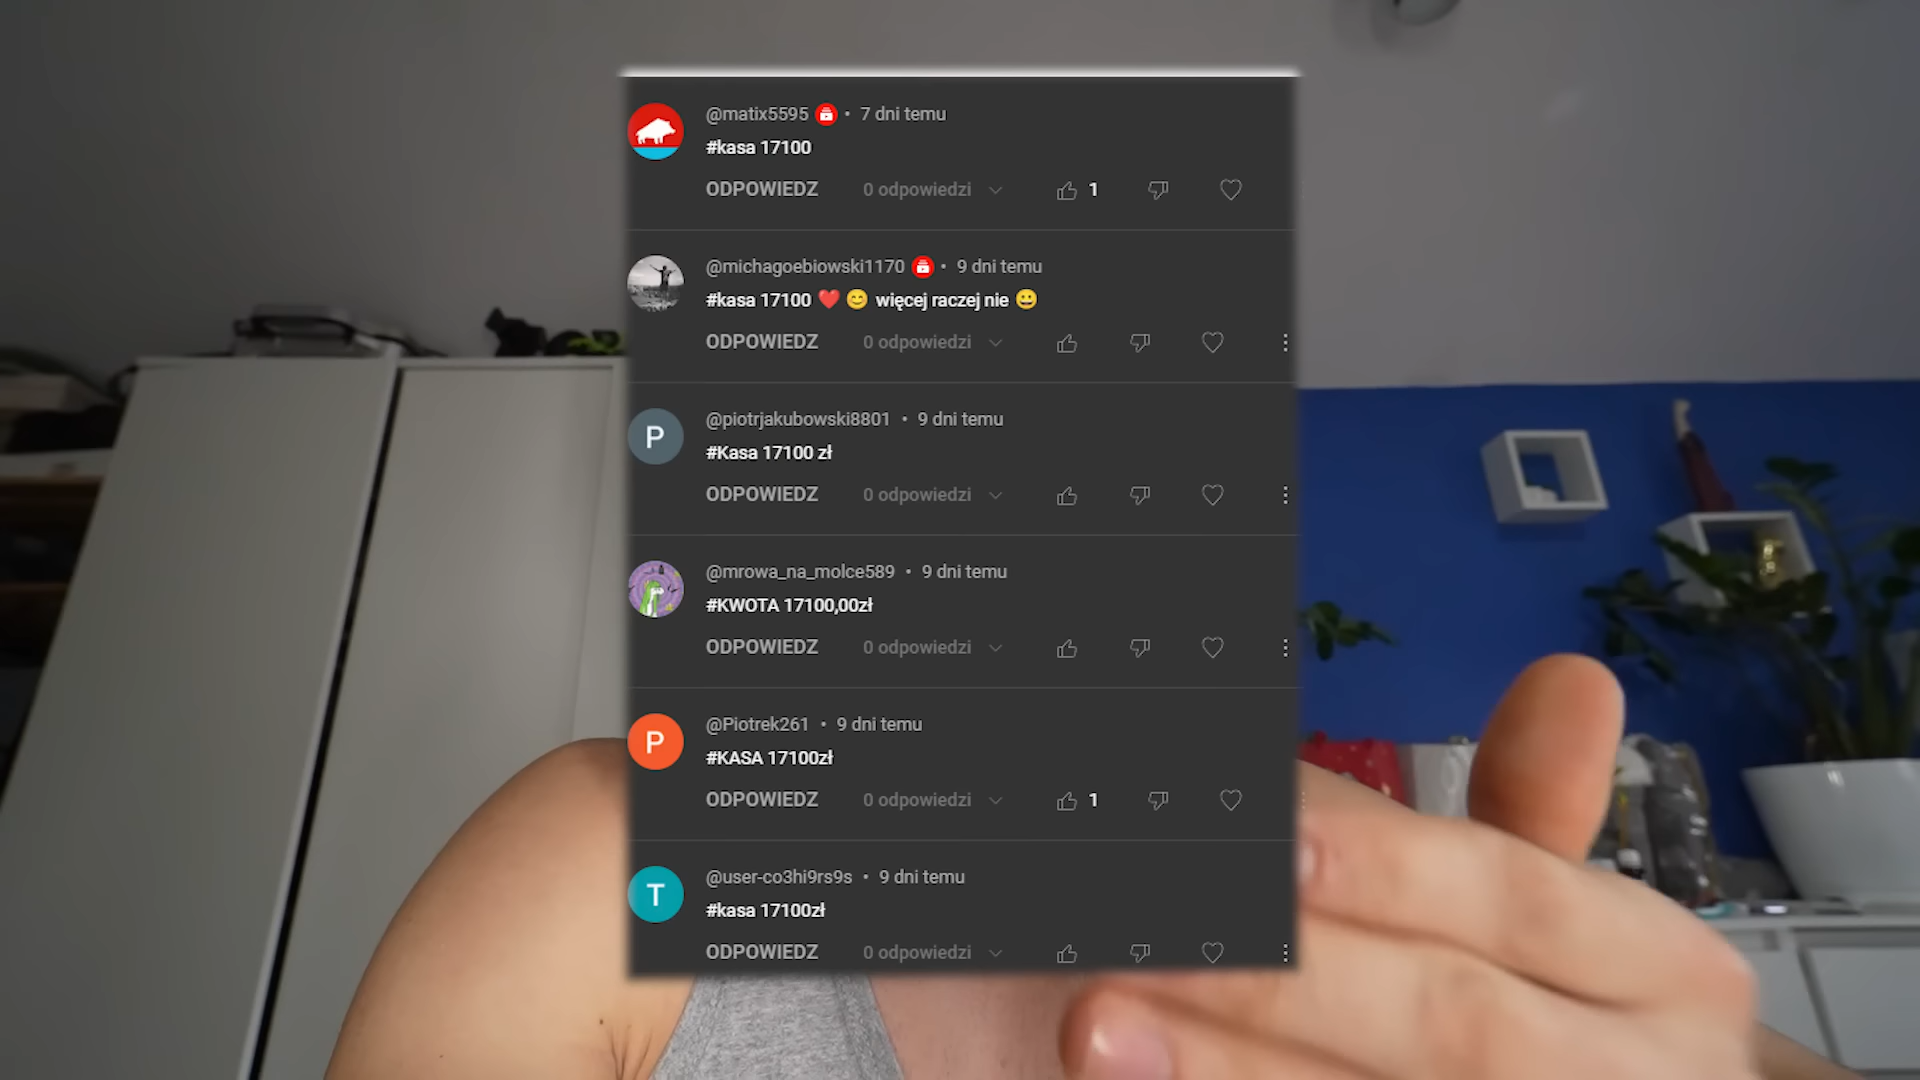 @matix5595 • 7 dni temu
#kasa 17100
ODPOWIEDZ 0 odpowiedzi 1
@michagoebiowski1170 • 9 dni temu
#kasa 17100 ❤️ 😊 więcej raczej nie 😀
ODPOWIEDZ 0 odpowiedzi
P
@piotrjakubowski8801 • 9 dni temu
#Kasa 17100 zł
ODPOWIEDZ 0 odpowiedzi
@mrowa_na_molce589 • 9 dni temu
#KWOTA 17100,00zł
ODPOWIEDZ 0 odpowiedzi
P
@Piotrek261 • 9 dni temu
#KASA 17100zł
ODPOWIEDZ 0 odpowiedzi 1
T
@user-co3hi9rs9s • 9 dni temu
#kasa 17100zł
ODPOWIEDZ 0 odpowiedzi